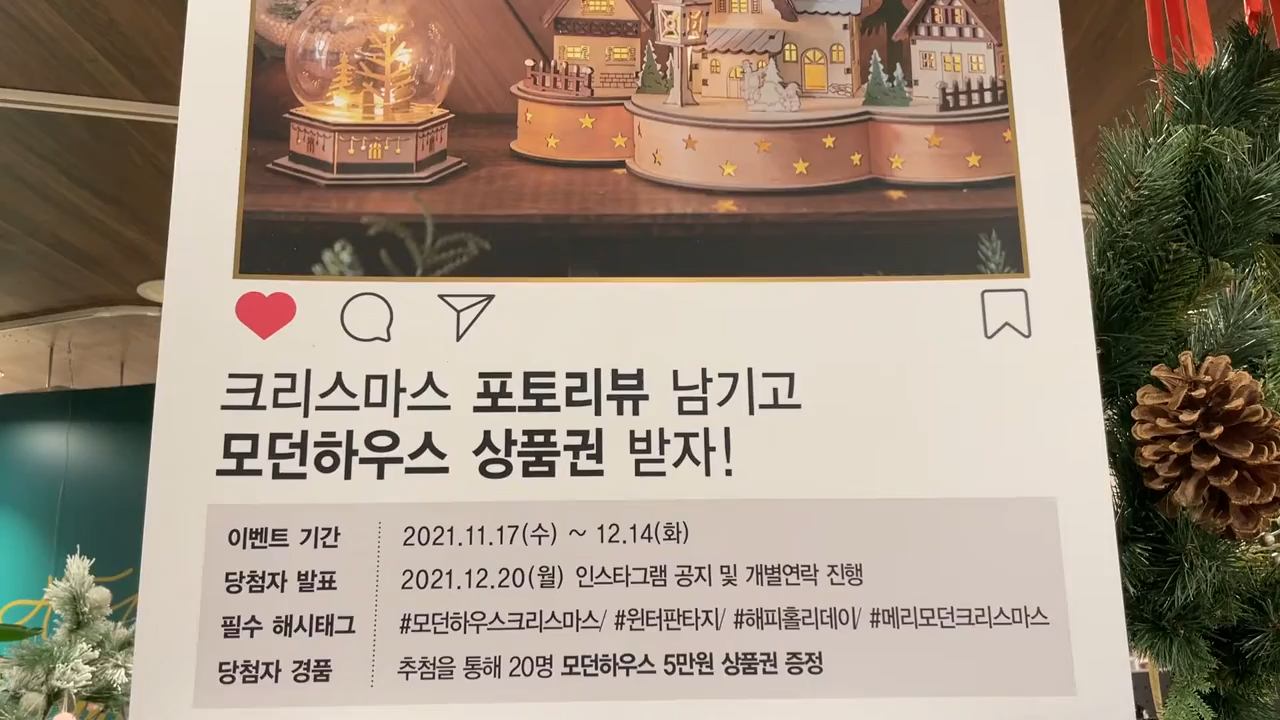 크리스마스 포토리뷰 남기고
모던하우스 상품권 받자!
이벤트 기간 2021.11.17(수) ~ 12.14(화)
당첨자 발표 2021.12.20(월) 인스타그램 공지 및 개별연락 진행
필수 해시태그 #모던하우스크리스마스/ #윈터판타지/ #해피홀리데이/ #메리모던크리스마스
당첨자 경품 추첨을 통해 20명 모던하우스 5만원 상품권 증정